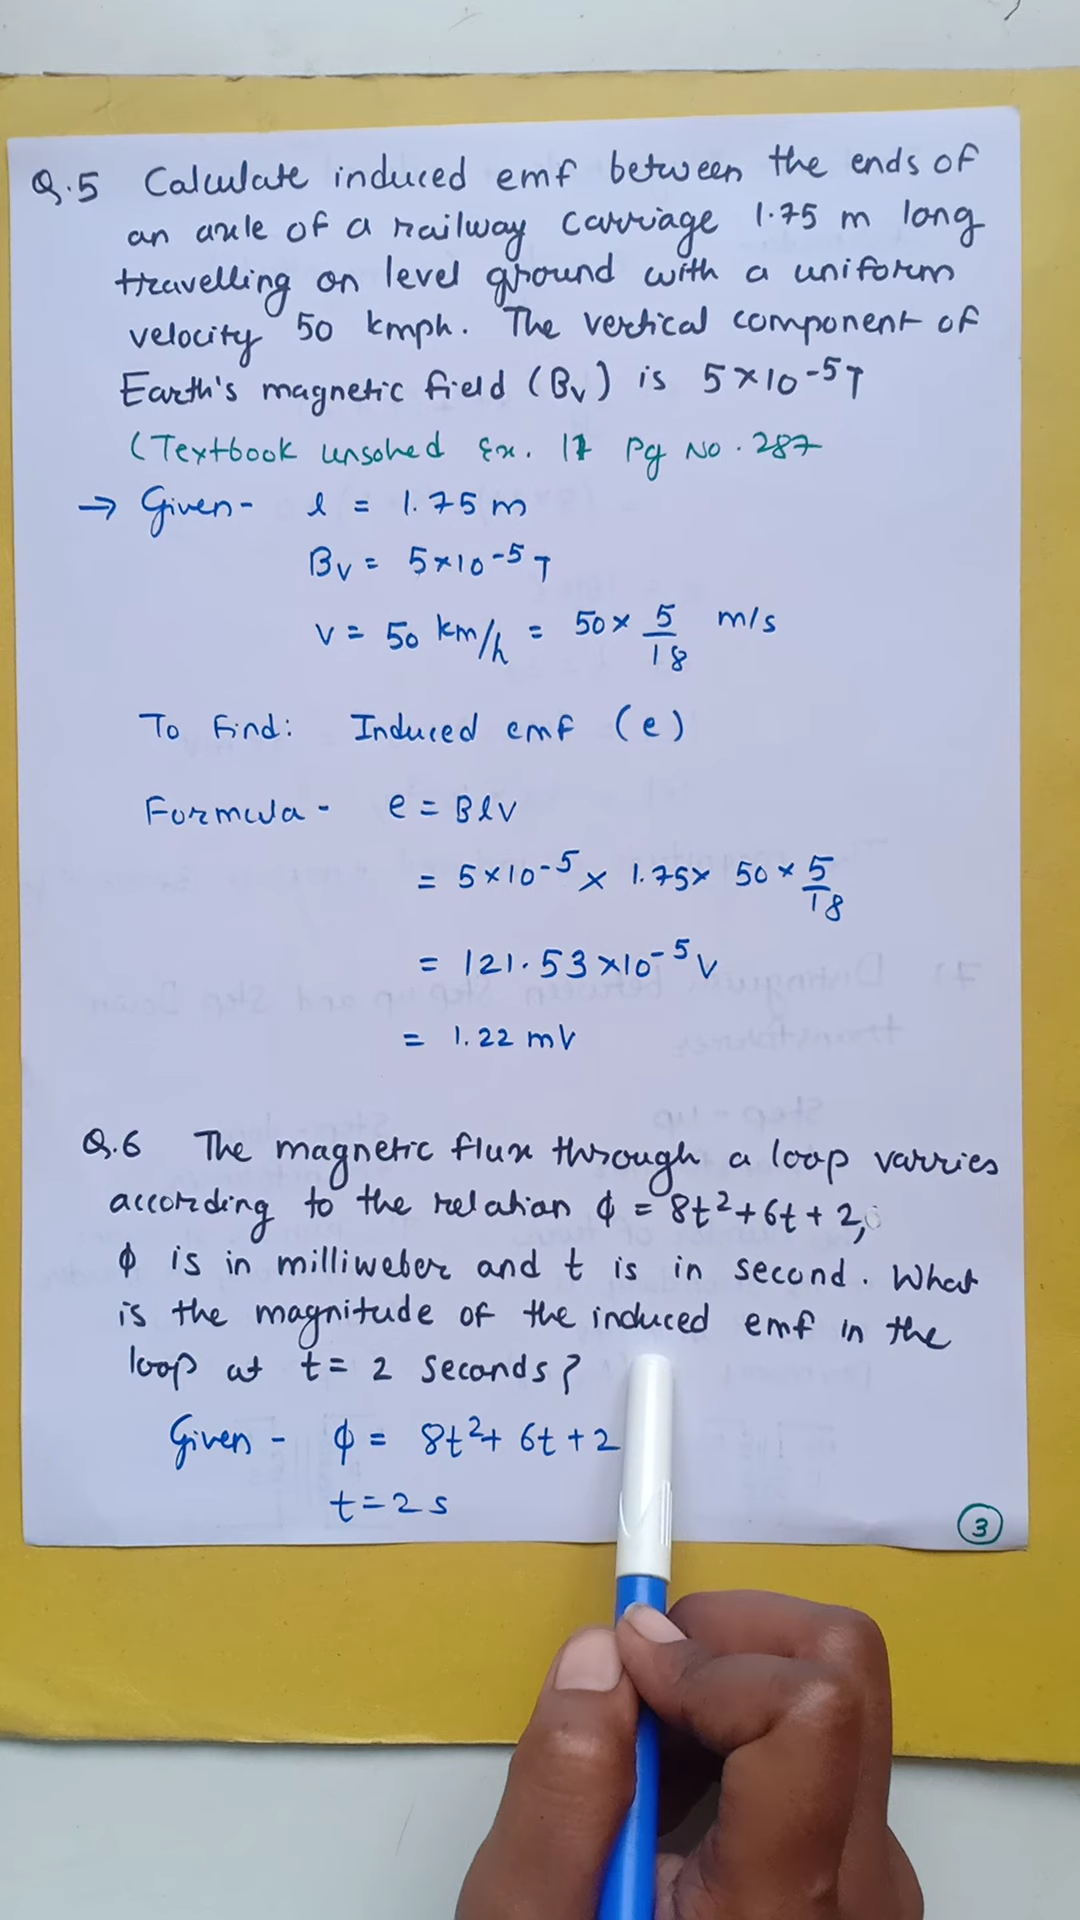 Q.5 Calculate induced emf between the ends of
an axle of a railway carriage 1.75 m long
travelling on level ground with a uniform
velocity 50 kmph. The vertical component of
Earth's magnetic field (Bv) is 5×10⁻⁵T
(Textbook unsolved Ex. 17 Pg No. 287
→ Given- l = 1.75 m
Bv = 5×10⁻⁵T
v = 50 km/h = 50 × 5/18 m/s
To Find: Induced emf (e)
Formula - e = Blv
= 5×10⁻⁵ × 1.75 × 50 × 5/18
= 121.53×10⁻⁵V
= 1.22 mV
Q.6 The magnetic flux through a loop varries
according to the relation ϕ = 8t²+6t+2,
ϕ is in milliweber and t is in second. What
is the magnitude of the induced emf in the
loop at t= 2 seconds?
Given - ϕ = 8t²+ 6t+2
t=2s
3